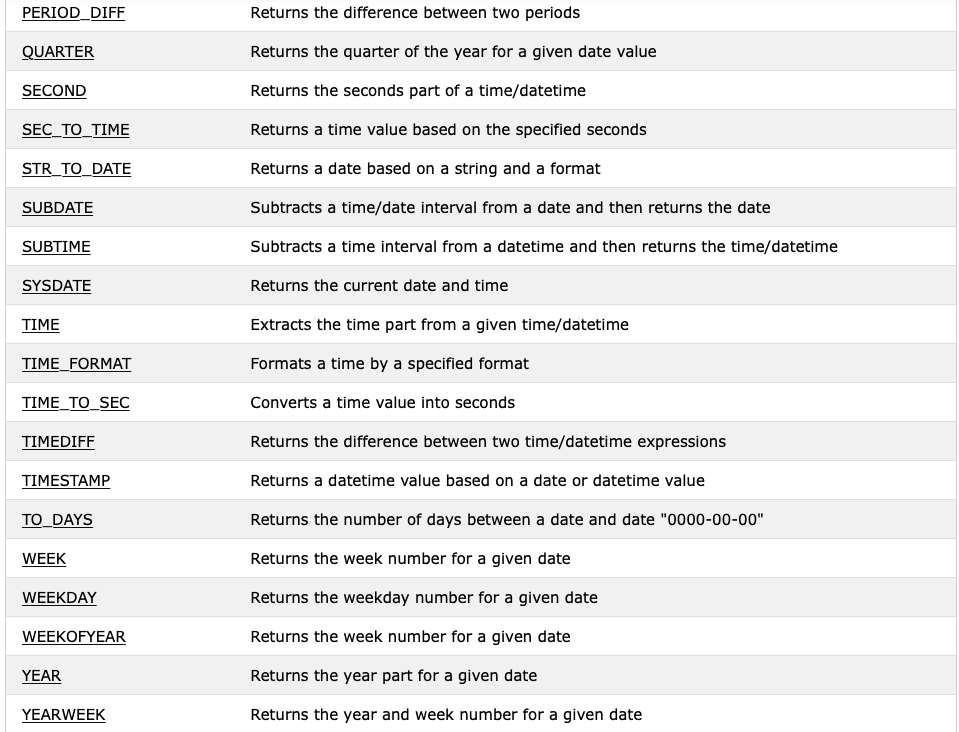 PERIOD_DIFF Returns the difference between two periods
QUARTER Returns the quarter of the year for a given date value
SECOND Returns the seconds part of a time/datetime
SEC_TO_TIME Returns a time value based on the specified seconds
STR_TO_DATE Returns a date based on a string and a format
SUBDATE Subtracts a time/date interval from a date and then returns the date
SUBTIME Subtracts a time interval from a datetime and then returns the time/datetime
SYSDATE Returns the current date and time
TIME Extracts the time part from a given time/datetime
TIME_FORMAT Formats a time by a specified format
TIME_TO_SEC Converts a time value into seconds
TIMEDIFF Returns the difference between two time/datetime expressions
TIMESTAMP Returns a datetime value based on a date or datetime value
TO_DAYS Returns the number of days between a date and date "0000-00-00"
WEEK Returns the week number for a given date
WEEKDAY Returns the weekday number for a given date
WEEKOFYEAR Returns the week number for a given date
YEAR Returns the year part for a given date
YEARWEEK Returns the year and week number for a given date